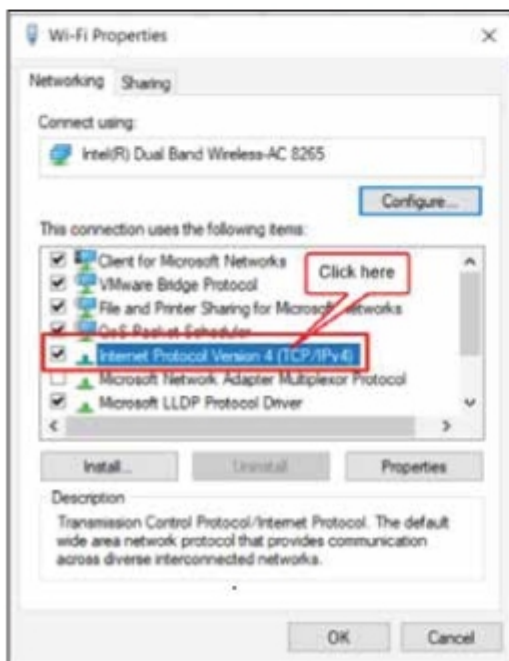 Wi-Fi Properties
Networking Sharing
Connect using:
Intel(R) Dual Band Wireless-AC 8265
Configure...
This connection uses the following items:
Client for Microsoft Networks
Click here
VMware Bridge Protocol
File and Printer Sharing for Microsoft Networks
QoS Packet Scheduler
Internet Protocol Version 4 (TCP/IPv4)
Microsoft Network Adapter Multiplexor Protocol
Microsoft LLDP Protocol Driver
Install... Uninstall Properties
Description
Transmission Control Protocol/Internet Protocol. The default
wide area network protocol that provides communication
across diverse interconnected networks.
OK Cancel